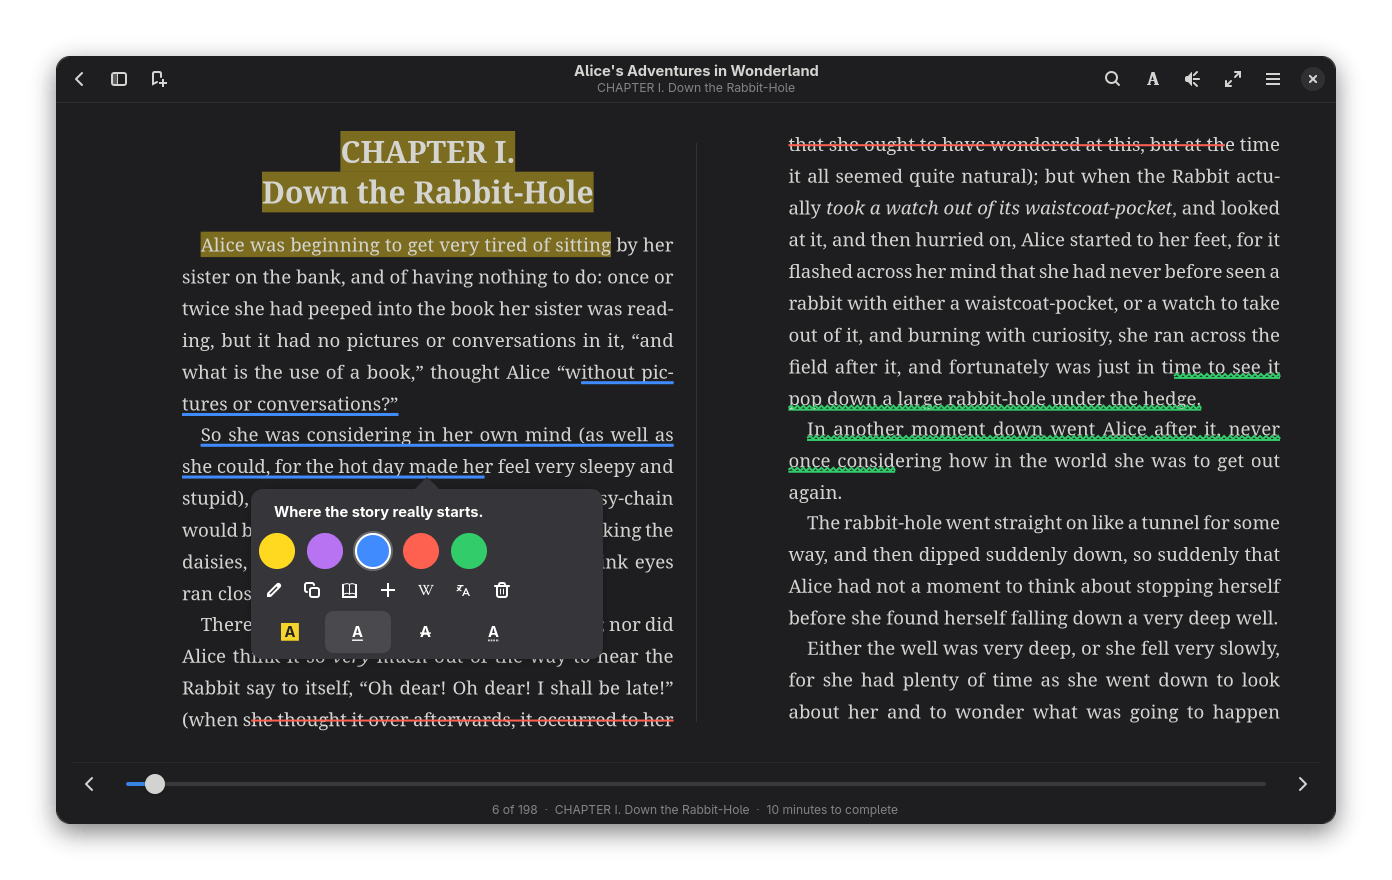 Alice's Adventures in Wonderland
CHAPTER I. Down the Rabbit-Hole
A
CHAPTER I.
Down the Rabbit-Hole
Alice was beginning to get very tired of sitting by her
sister on the bank, and of having nothing to do: once or
twice she had peeped into the book her sister was read-
ing, but it had no pictures or conversations in it, “and
what is the use of a book,” thought Alice “without pic-
tures or conversations?”
So she was considering in her own mind (as well as
she could, for the hot day made her feel very sleepy and
stupid), sy-chain
would b king the
daisies, nk eyes
ran clos
Where the story really starts.
W
A A A A
There nor did
Alice think it so very much out of the way to hear the
Rabbit say to itself, “Oh dear! Oh dear! I shall be late!”
(when she thought it over afterwards, it occurred to her
that she ought to have wondered at this, but at the time
it all seemed quite natural); but when the Rabbit actu-
ally took a watch out of its waistcoat-pocket, and looked
at it, and then hurried on, Alice started to her feet, for it
flashed across her mind that she had never before seen a
rabbit with either a waistcoat-pocket, or a watch to take
out of it, and burning with curiosity, she ran across the
field after it, and fortunately was just in time to see it
pop down a large rabbit-hole under the hedge.
In another moment down went Alice after it, never
once considering how in the world she was to get out
again.
The rabbit-hole went straight on like a tunnel for some
way, and then dipped suddenly down, so suddenly that
Alice had not a moment to think about stopping herself
before she found herself falling down a very deep well.
Either the well was very deep, or she fell very slowly,
for she had plenty of time as she went down to look
about her and to wonder what was going to happen
6 of 198 · CHAPTER I. Down the Rabbit-Hole · 10 minutes to complete